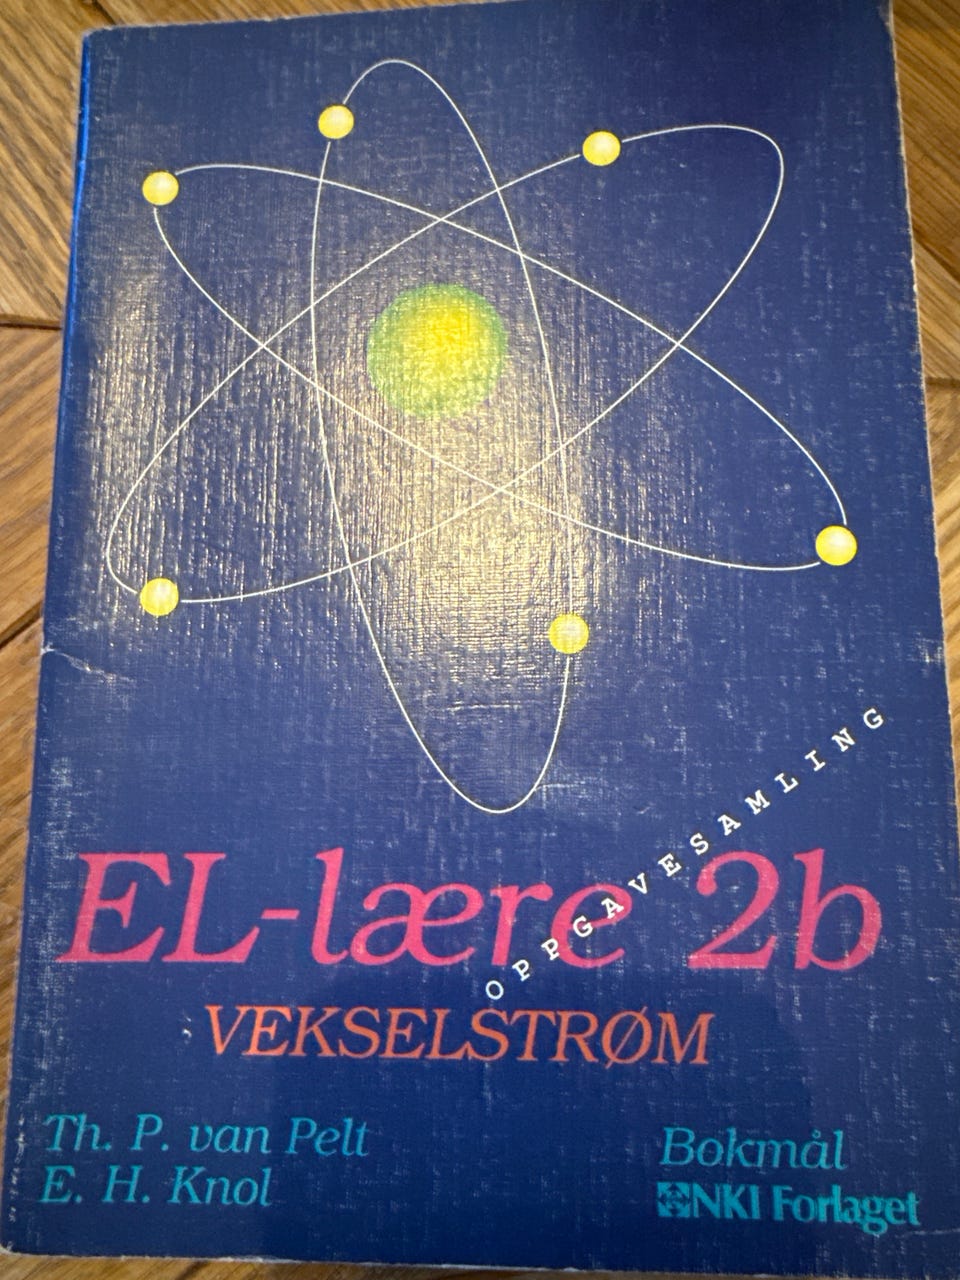 OPPGAVESAMLING
EL-lære 2b
VEKSELSTRØM
Th. P. van Pelt
E. H. Knol
Bokmål
NKI Forlaget